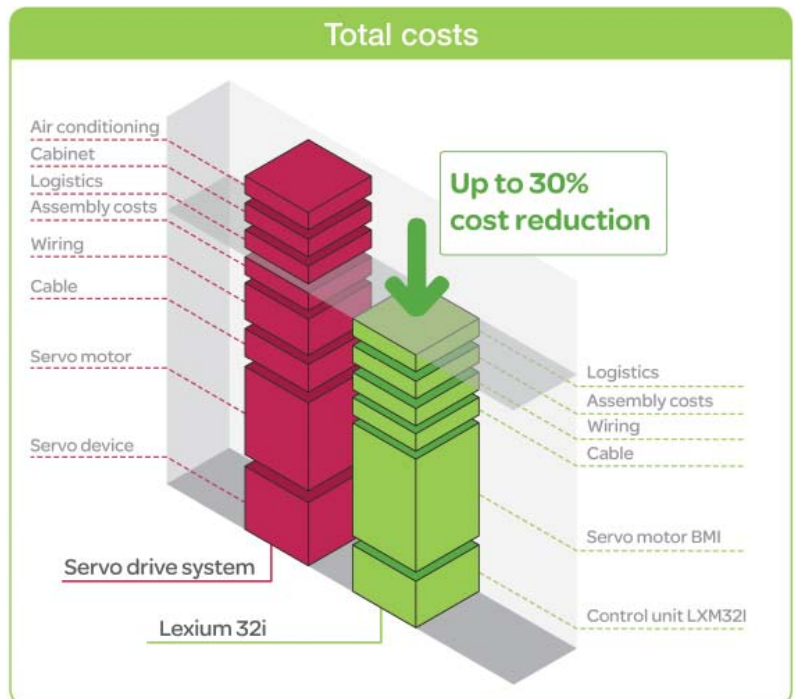 Total costs
Air conditioning
Cabinet
Logistics
Assembly costs
Wiring
Cable
Servo motor
Servo device
Up to 30%
cost reduction
Logistics
Assembly costs
Wiring
Cable
Servo motor BMI
Control unit LXM32I
Servo drive system
Lexium 32i